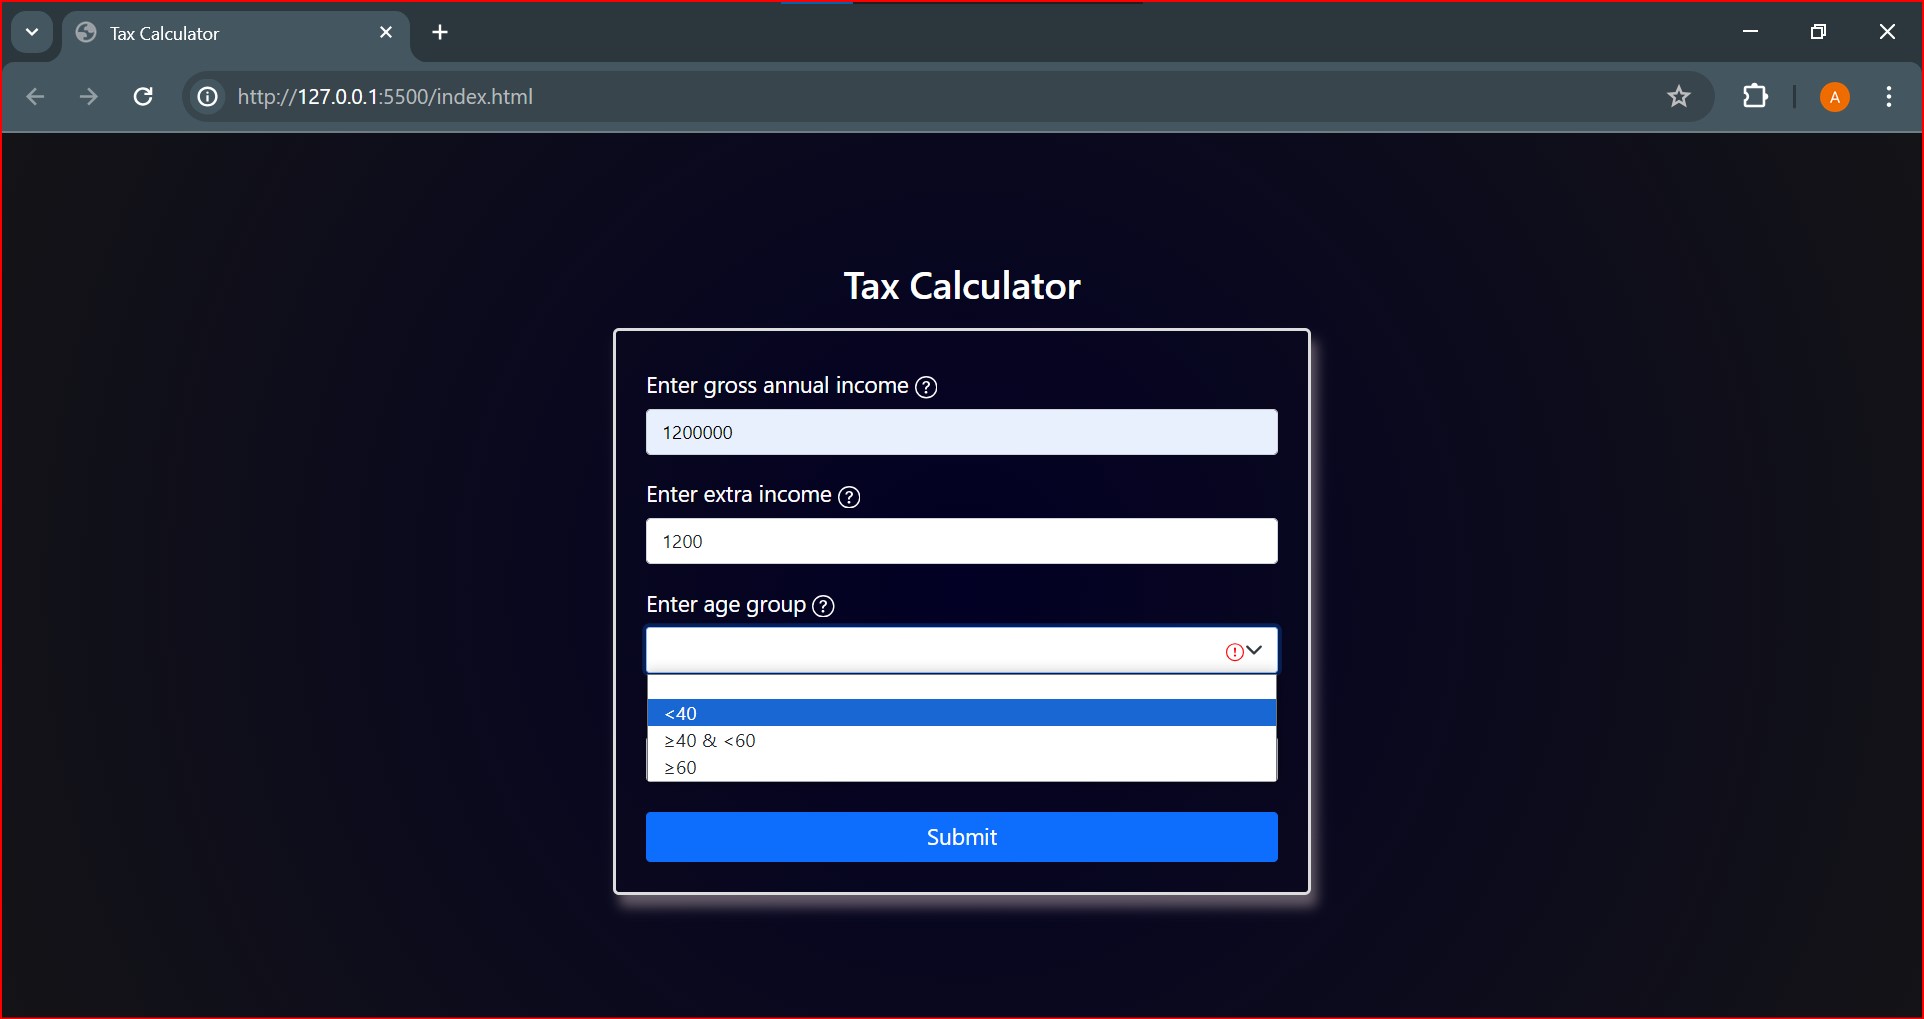 Tax Calculator
http://127.0.0.1:5500/index.html
A
Tax Calculator
Enter gross annual income ?
1200000
Enter extra income ?
1200
Enter age group ?
<40
≥40 & <60
≥60
Submit